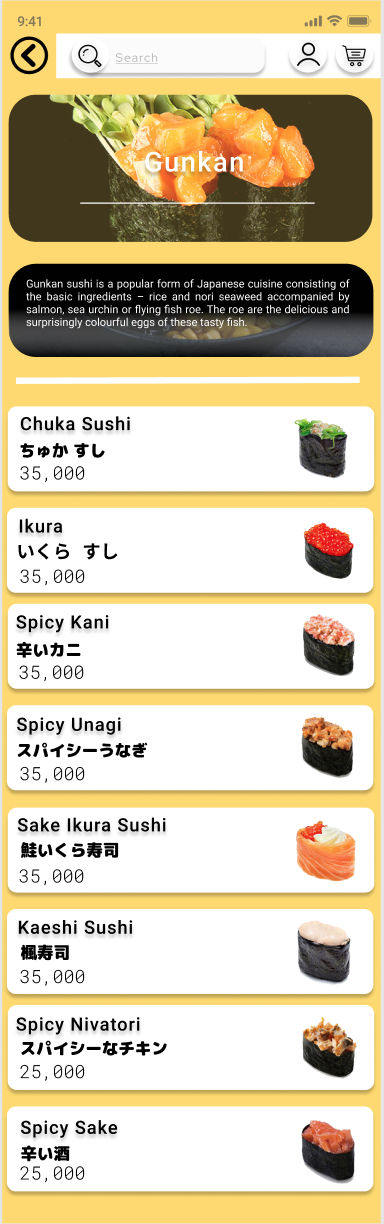 9:41
Search
Gunkan
Gunkan sushi is a popular form of Japanese cuisine consisting of
the basic ingredients – rice and nori seaweed accompanied by
salmon, sea urchin or flying fish roe. The roe are the delicious and
surprisingly colourful eggs of these tasty fish.
Chuka Sushi
ちゅか すし
35,000
Ikura
いくら すし
35,000
Spicy Kani
辛いカニ
35,000
Spicy Unagi
スパイシーうなぎ
35,000
Sake Ikura Sushi
鮭いくら寿司
35,000
Kaeshi Sushi
楓寿司
35,000
Spicy Nivatori
スパイシーなチキン
25,000
Spicy Sake
辛い酒
25,000